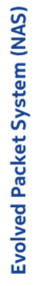 Evolved Packet System (NAS)